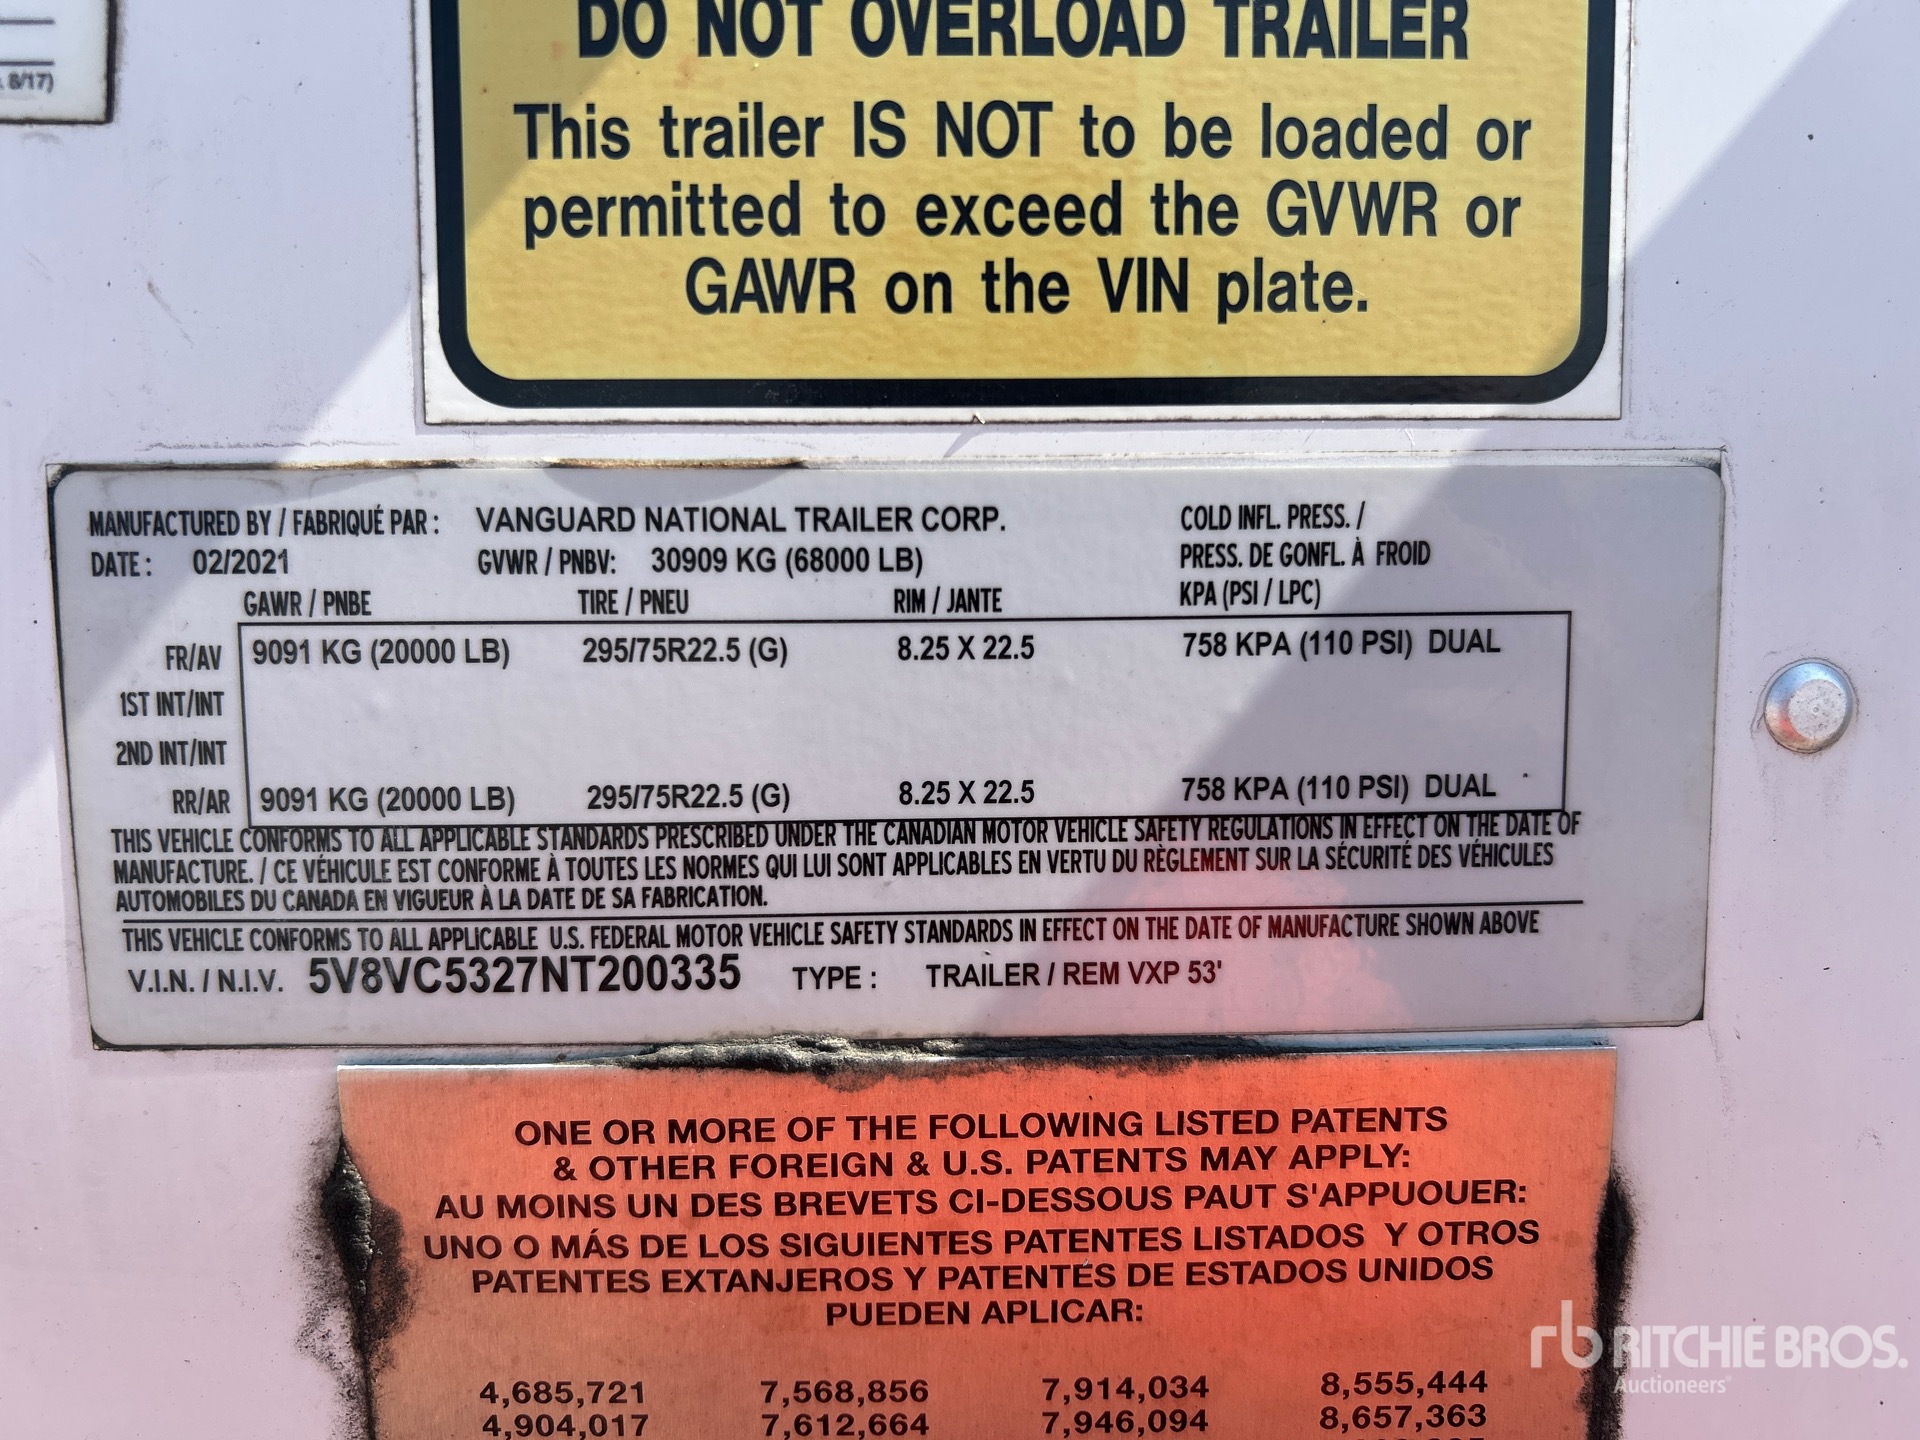 8/17)
DO NOT OVERLOAD TRAILER
This trailer IS NOT to be loaded or
permitted to exceed the GVWR or
GAWR on the VIN plate.
MANUFACTURED BY / FABRIQUÉ PAR : VANGUARD NATIONAL TRAILER CORP. COLD INFL. PRESS. /
DATE : 02/2021 GVWR / PNBV: 30909 KG (68000 LB) PRESS. DE GONFL. À FROID
GAWR / PNBE TIRE / PNEU RIM / JANTE KPA (PSI / LPC)
FR/AV 9091 KG (20000 LB) 295/75R22.5 (G) 8.25 X 22.5 758 KPA (110 PSI) DUAL
1ST INT/INT
2ND INT/INT
RR/AR 9091 KG (20000 LB) 295/75R22.5 (G) 8.25 X 22.5 758 KPA (110 PSI) DUAL
THIS VEHICLE CONFORMS TO ALL APPLICABLE STANDARDS PRESCRIBED UNDER THE CANADIAN MOTOR VEHICLE SAFETY REGULATIONS IN EFFECT ON THE DATE OF
MANUFACTURE. / CE VÉHICULE EST CONFORME À TOUTES LES NORMES QUI LUI SONT APPLICABLES EN VERTU DU RÈGLEMENT SUR LA SÉCURITÉ DES VÉHICULES
AUTOMOBILES DU CANADA EN VIGUEUR À LA DATE DE SA FABRICATION.
THIS VEHICLE CONFORMS TO ALL APPLICABLE U.S. FEDERAL MOTOR VEHICLE SAFETY STANDARDS IN EFFECT ON THE DATE OF MANUFACTURE SHOWN ABOVE
V.I.N. / N.I.V. 5V8VC5327NT200335 TYPE : TRAILER / REM VXP 53'
ONE OR MORE OF THE FOLLOWING LISTED PATENTS
& OTHER FOREIGN & U.S. PATENTS MAY APPLY:
AU MOINS UN DES BREVETS CI-DESSOUS PAUT S'APPUOUER:
UNO O MÁS DE LOS SIGUIENTES PATENTES LISTADOS Y OTROS
PATENTES EXTANJEROS Y PATENTES DE ESTADOS UNIDOS
PUEDEN APLICAR:
4,685,721 7,568,856 7,914,034 8,555,444
4,904,017 7,612,664 7,946,094 8,657,363
rb RITCHIE BROS.
Auctioneers